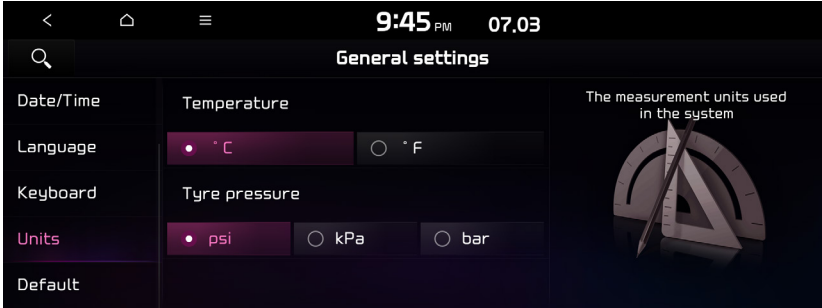 9:45 PM 07.03
General settings
Date/Time
Language
Keyboard
Units
Default
Temperature
°C °F
Tyre pressure
psi kPa bar
The measurement units used
in the system